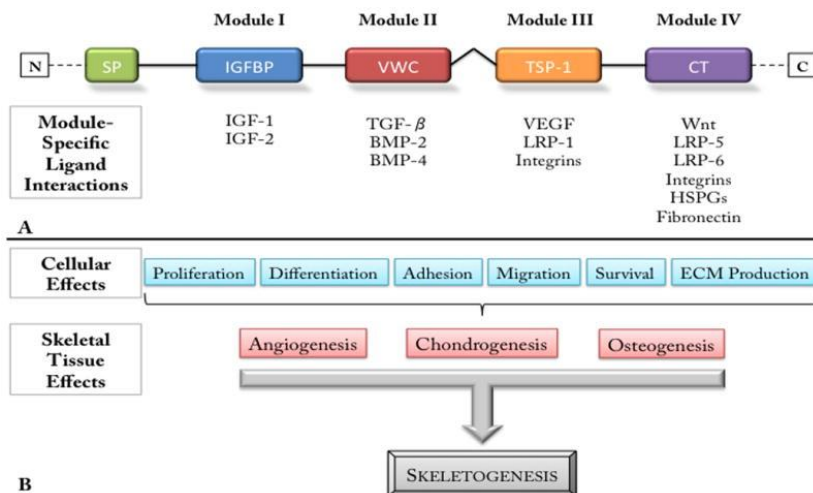 Module I Module II Module III Module IV
N SP IGFBP VWC TSP-1 CT C
Module-
Specific
Ligand
Interactions
IGF-1
IGF-2
TGF-β
BMP-2
BMP-4
VEGF
LRP-1
Integrins
Wnt
LRP-5
LRP-6
Integrins
HSPGs
Fibronectin
A
Cellular
Effects
Proliferation Differentiation Adhesion Migration Survival ECM Production
Skeletal
Tissue
Effects
Angiogenesis Chondrogenesis Osteogenesis
SKELETOGENESIS
B